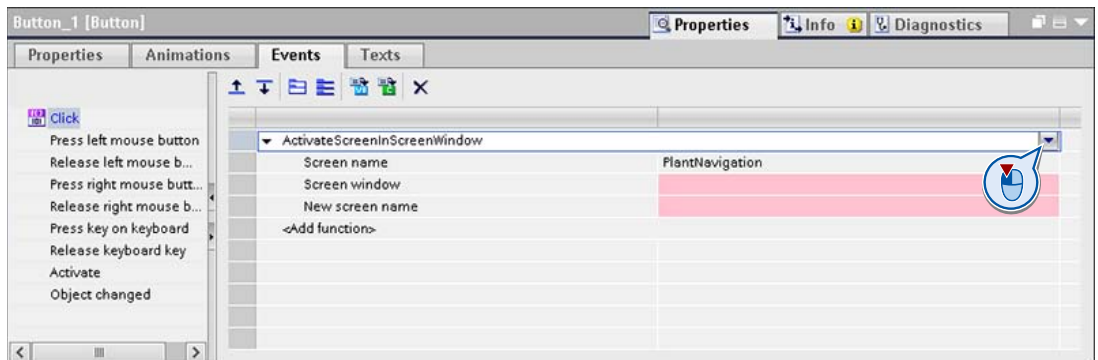 Button_1 [Button]
Properties Info Diagnostics
Properties Animations Events Texts
Click
Press left mouse button
Release left mouse b...
Press right mouse butt...
Release right mouse b...
Press key on keyboard
Release keyboard key
Activate
Object changed
ActivateScreenInScreenWindow
Screen name PlantNavigation
Screen window
New screen name
<Add function>